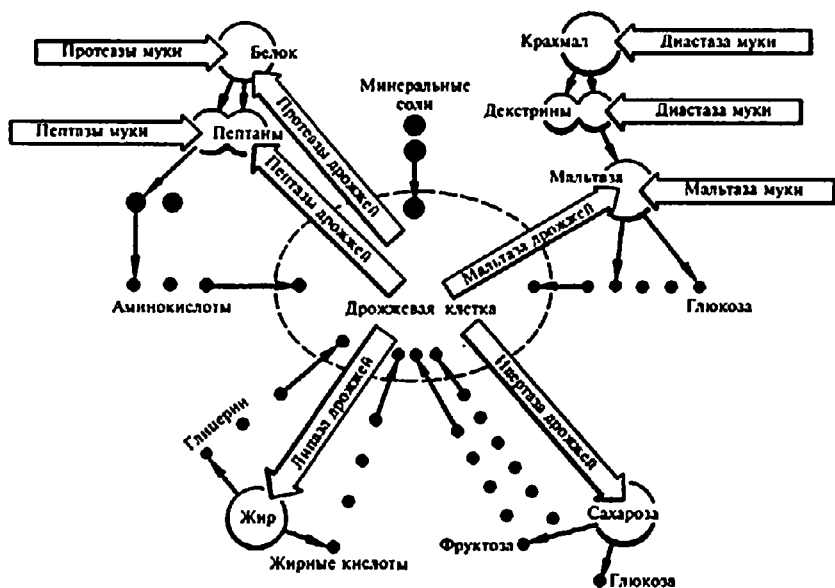 Протеазы муки
Белок
Крахмал
Диастаза муки
Минеральные
соли
Декстрины
Диастаза муки
Пептазы муки
Пептаны
Протеазы дрожжей
Пептазы дрожжей
Мальтаза
Мальтаза муки
Мальтаза дрожжей
Аминокислоты
Дрожжевая клетка
Глюкоза
Глицерин
Липаза дрожжей
Инвертаза дрожжей
Жир
Сахароза
Жирные кислоты
Фруктоза
Глюкоза